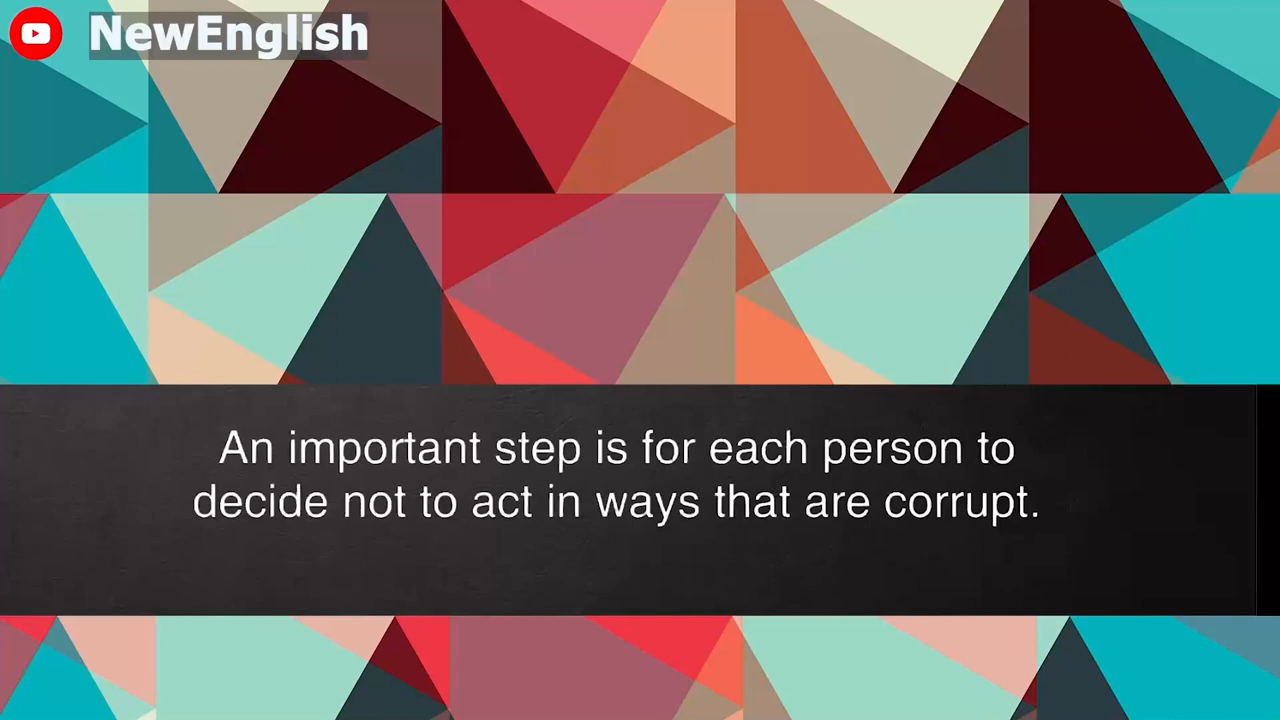 NewEnglish
An important step is for each person to
decide not to act in ways that are corrupt.